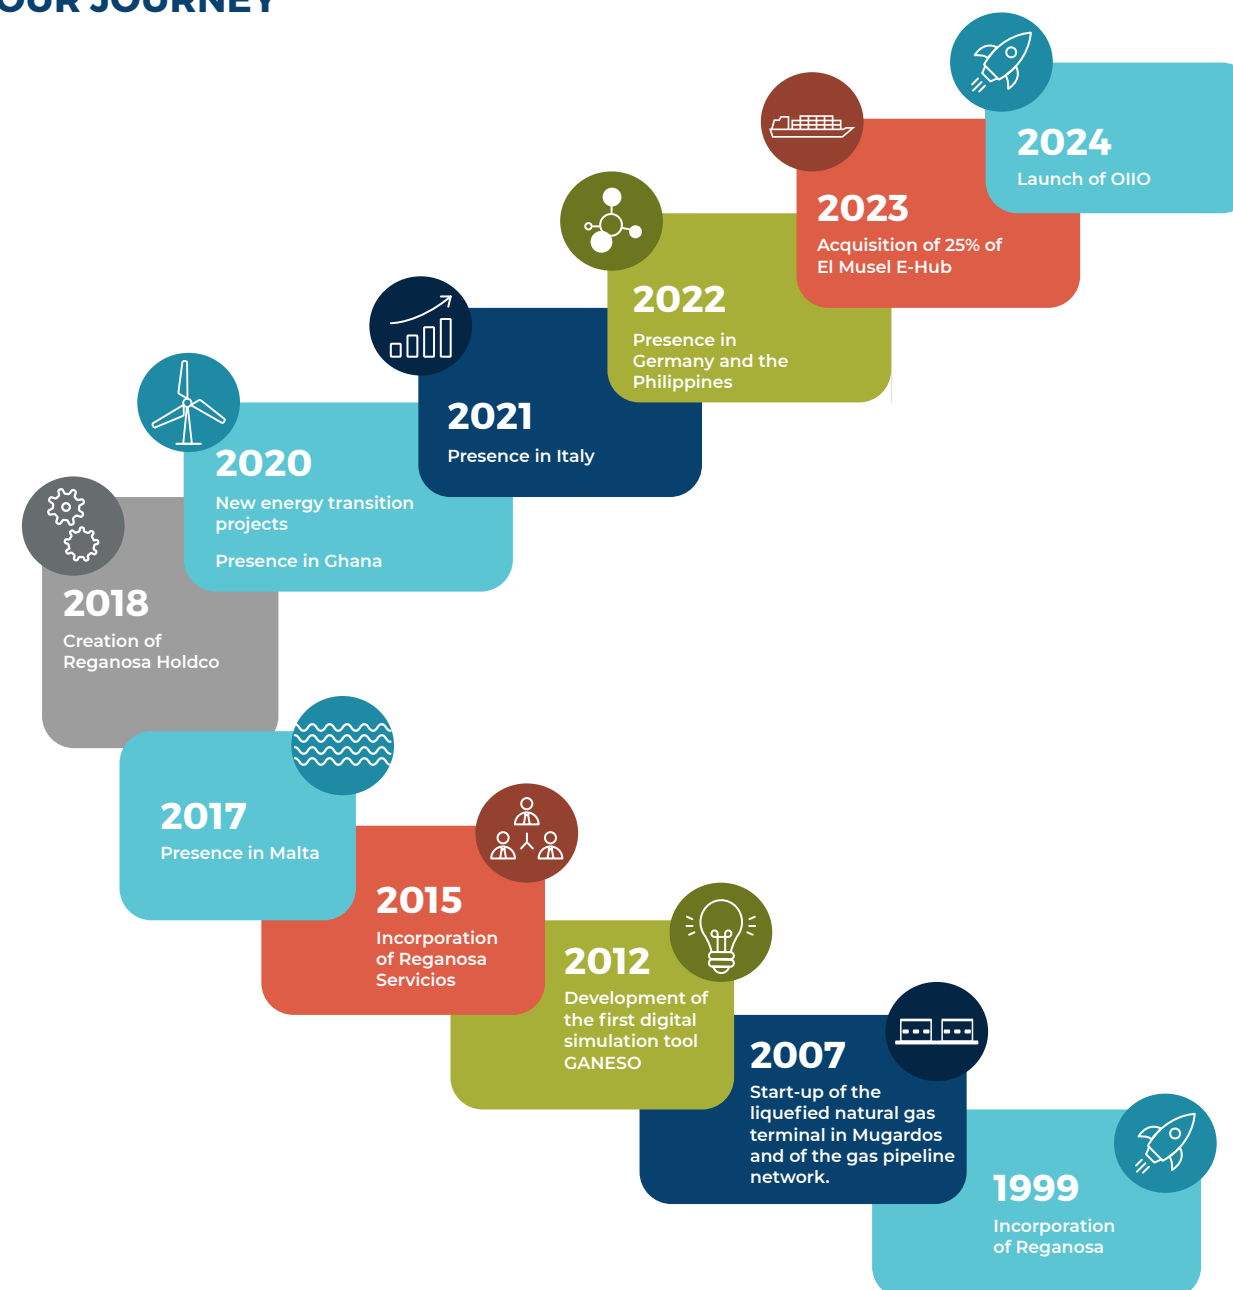 OUR JOURNEY
2024
Launch of OIIO
2023
Acquisition of 25% of
El Musel E-Hub
2022
Presence in
Germany and the
Philippines
2021
Presence in Italy
2020
New energy transition
projects
Presence in Ghana
2018
Creation of
Reganosa Holdco
2017
Presence in Malta
2015
Incorporation
of Reganosa
Servicios
2012
Development of
the first digital
simulation tool
GANESO
2007
Start-up of the
liquefied natural gas
terminal in Mugardos
and of the gas pipeline
network.
1999
Incorporation
of Reganosa